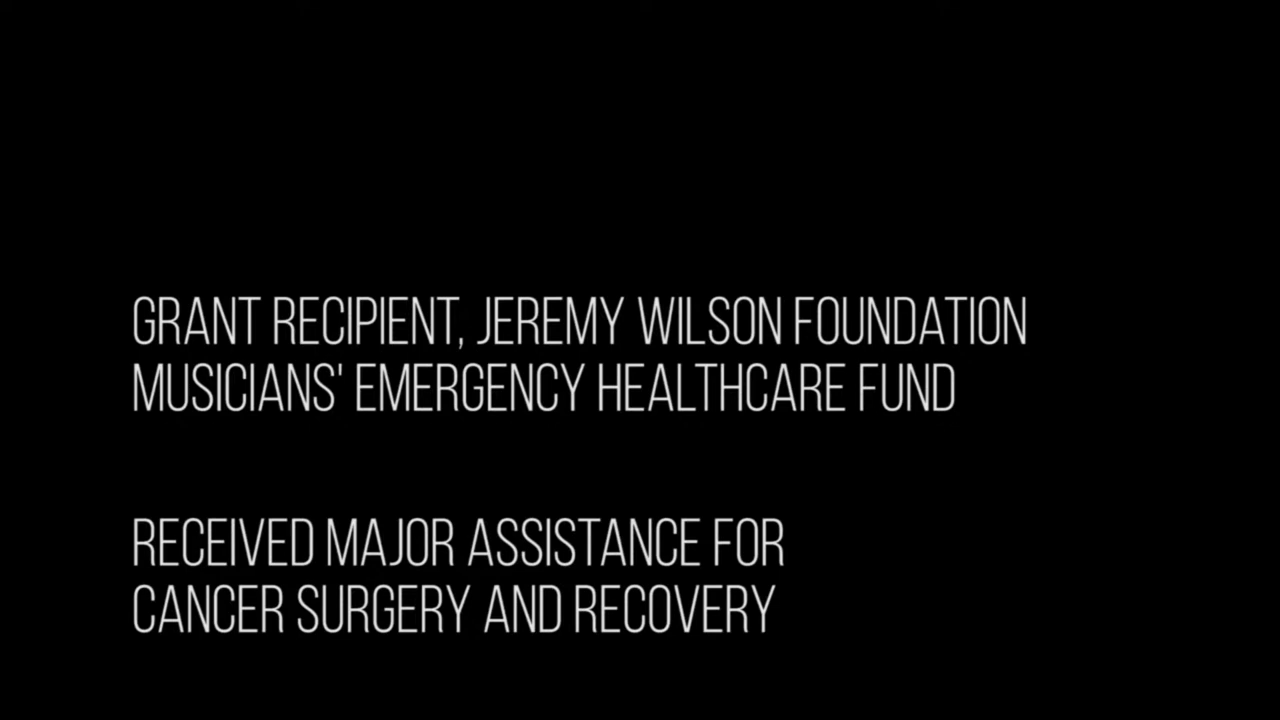 GRANT RECIPIENT, JEREMY WILSON FOUNDATION
MUSICIANS' EMERGENCY HEALTHCARE FUND
RECEIVED MAJOR ASSISTANCE FOR
CANCER SURGERY AND RECOVERY